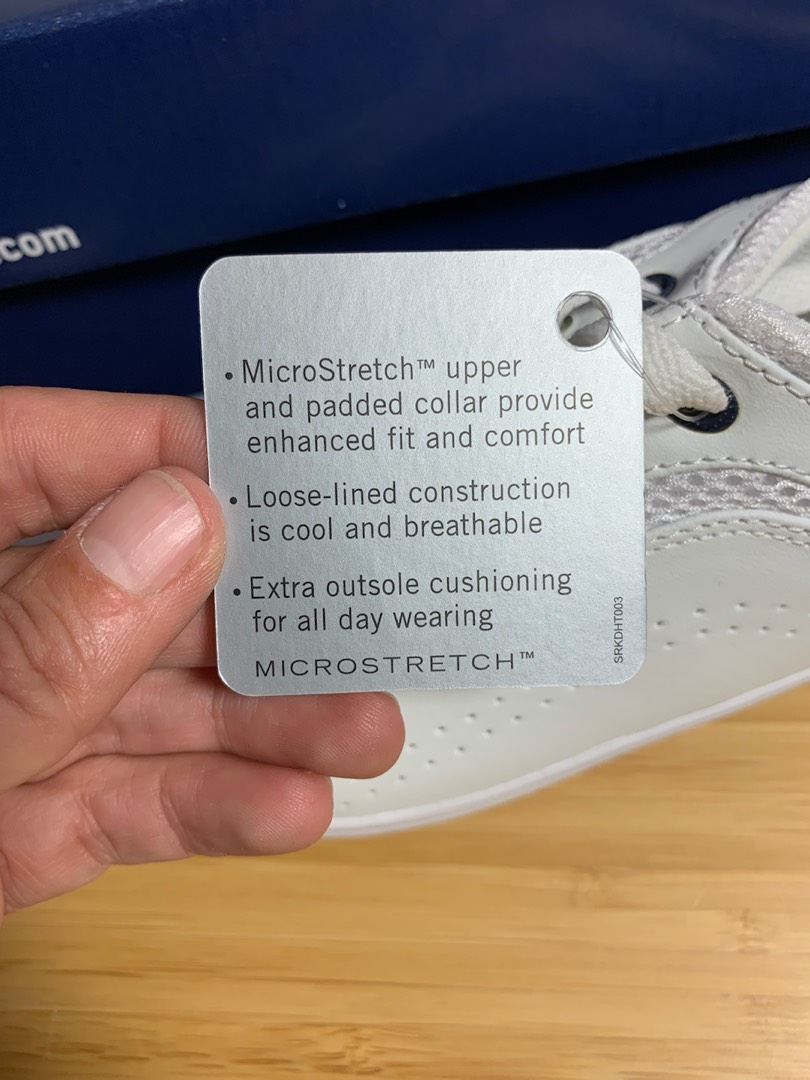 .com
• MicroStretch™ upper
and padded collar provide
enhanced fit and comfort
• Loose-lined construction
is cool and breathable
• Extra outsole cushioning
for all day wearing
MICROSTRETCH™
SRKDHT003